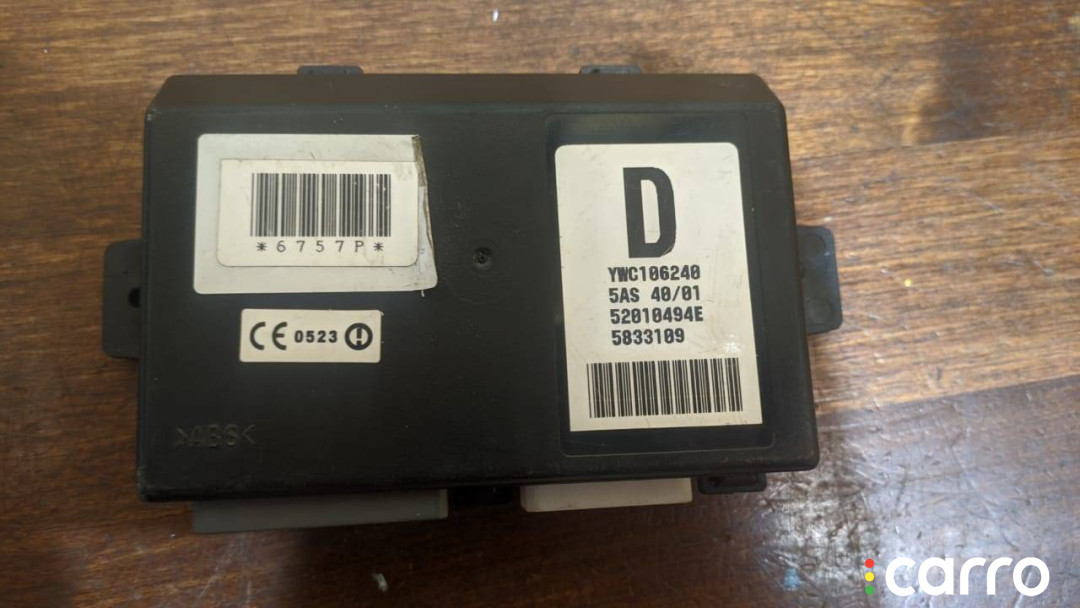 *6757P*
CE 0523
>ABS<
D
YWC106240
5AS 40/01
52010494E
5833109
carro